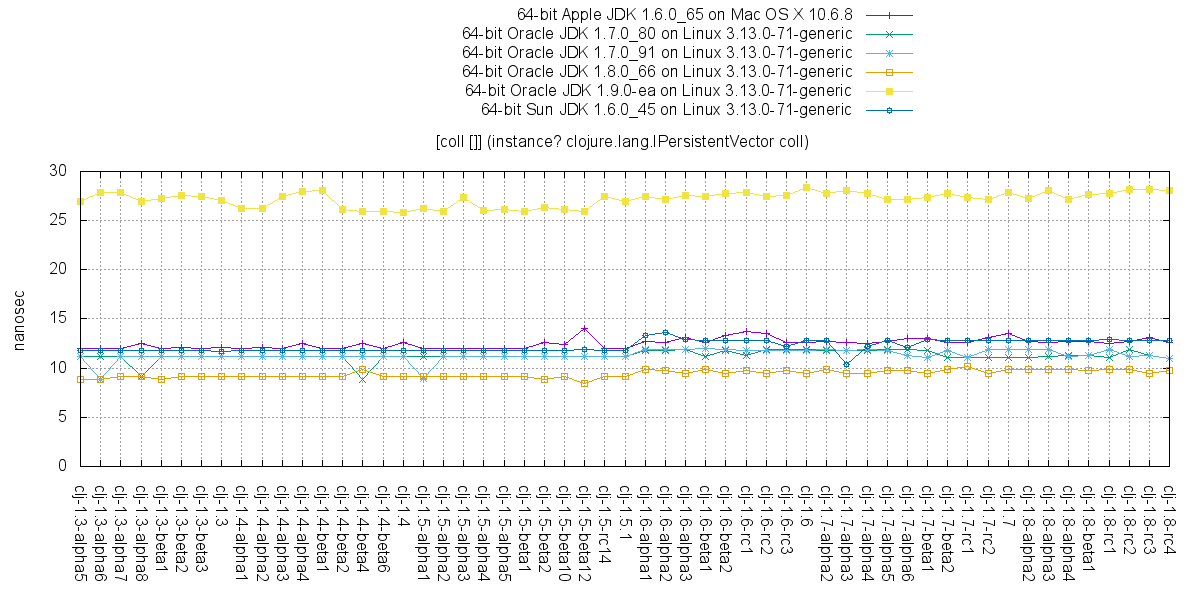 64-bit Apple JDK 1.6.0_65 on Mac OS X 10.6.8
64-bit Oracle JDK 1.7.0_80 on Linux 3.13.0-71-generic
64-bit Oracle JDK 1.7.0_91 on Linux 3.13.0-71-generic
64-bit Oracle JDK 1.8.0_66 on Linux 3.13.0-71-generic
64-bit Oracle JDK 1.9.0-ea on Linux 3.13.0-71-generic
64-bit Sun JDK 1.6.0_45 on Linux 3.13.0-71-generic
[coll []] (instance? clojure.lang.IPersistentVector coll)
30
25
20
15
10
5
0
nanosec
clj-1.3-alpha5
clj-1.3-alpha6
clj-1.3-alpha7
clj-1.3-alpha8
clj-1.3-beta1
clj-1.3-beta2
clj-1.3-beta3
clj-1.3
clj-1.4-alpha1
clj-1.4-alpha2
clj-1.4-alpha3
clj-1.4-alpha4
clj-1.4-beta1
clj-1.4-beta2
clj-1.4-beta4
clj-1.4-beta6
clj-1.4
clj-1.5-alpha1
clj-1.5-alpha2
clj-1.5-alpha3
clj-1.5-alpha4
clj-1.5-alpha5
clj-1.5-beta1
clj-1.5-beta2
clj-1.5-beta10
clj-1.5-beta12
clj-1.5-rc14
clj-1.5.1
clj-1.6-alpha1
clj-1.6-alpha2
clj-1.6-alpha3
clj-1.6-beta1
clj-1.6-beta2
clj-1.6-rc1
clj-1.6-rc2
clj-1.6-rc3
clj-1.6
clj-1.7-alpha2
clj-1.7-alpha3
clj-1.7-alpha4
clj-1.7-alpha5
clj-1.7-alpha6
clj-1.7-beta1
clj-1.7-beta2
clj-1.7-rc1
clj-1.7-rc2
clj-1.7
clj-1.8-alpha2
clj-1.8-alpha3
clj-1.8-alpha4
clj-1.8-beta1
clj-1.8-rc1
clj-1.8-rc2
clj-1.8-rc3
clj-1.8-rc4